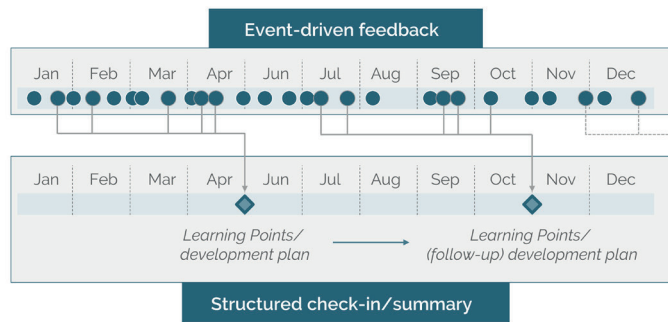 Event-driven feedback
Jan Feb Mar Apr Jun Jul Aug Sep Oct Nov Dec
Jan Feb Mar Apr Jun Jul Aug Sep Oct Nov Dec
Learning Points/ Learning Points/
development plan (follow-up) development plan
Structured check-in/summary